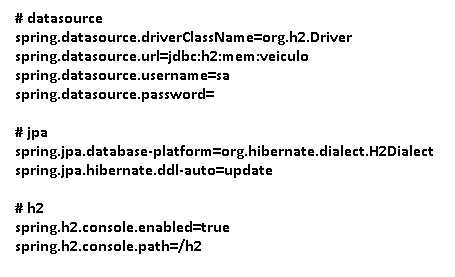 # datasource
spring.datasource.driverClassName=org.h2.Driver
spring.datasource.url=jdbc:h2:mem:veiculo
spring.datasource.username=sa
spring.datasource.password=
# jpa
spring.jpa.database-platform=org.hibernate.dialect.H2Dialect
spring.jpa.hibernate.ddl-auto=update
# h2
spring.h2.console.enabled=true
spring.h2.console.path=/h2